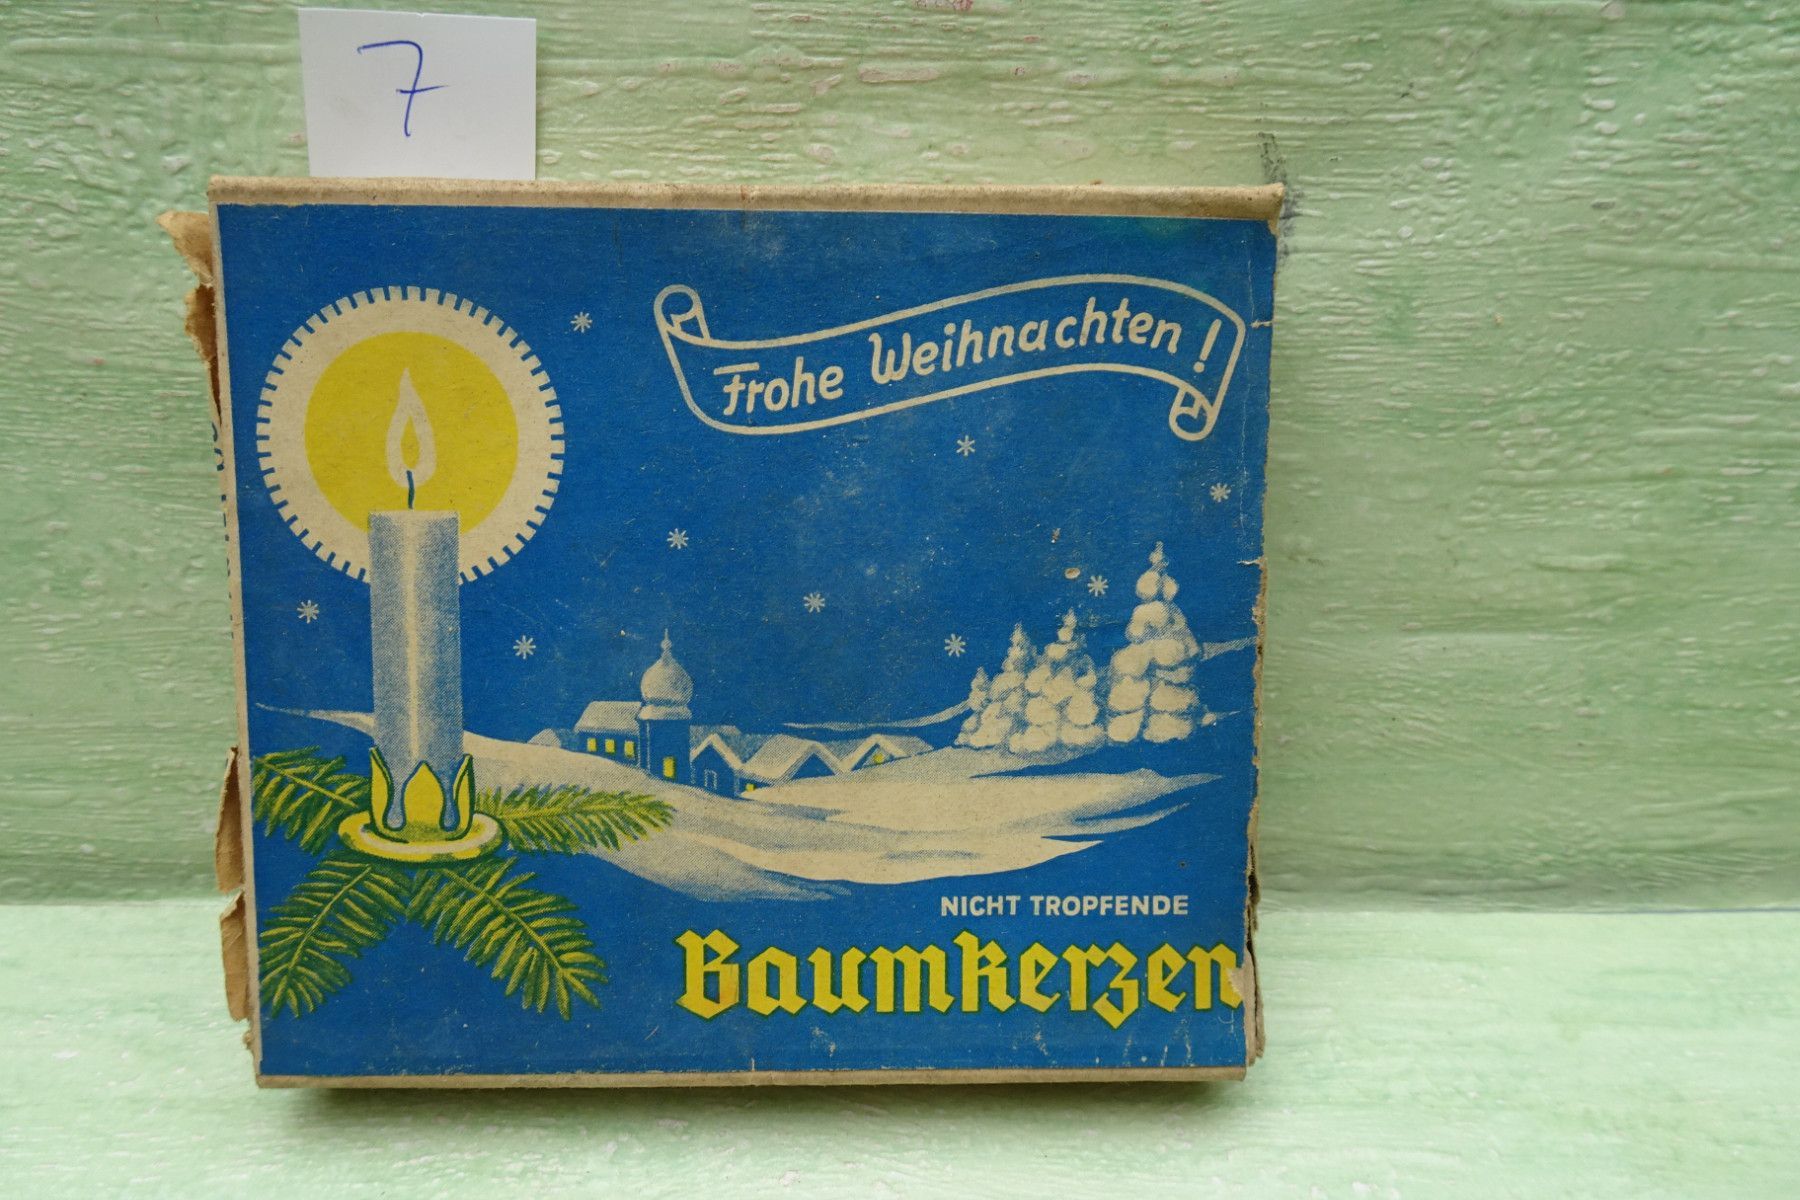 7
Frohe Weihnachten!
NICHT TROPFENDE
Baumkerzen